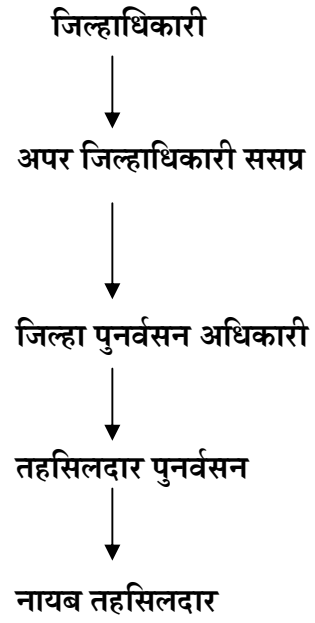 जिल्हाधिकारी
अपर जिल्हाधिकारी ससप्र
जिल्हा पुनर्वसन अधिकारी
तहसिलदार पुनर्वसन
नायब तहसिलदार